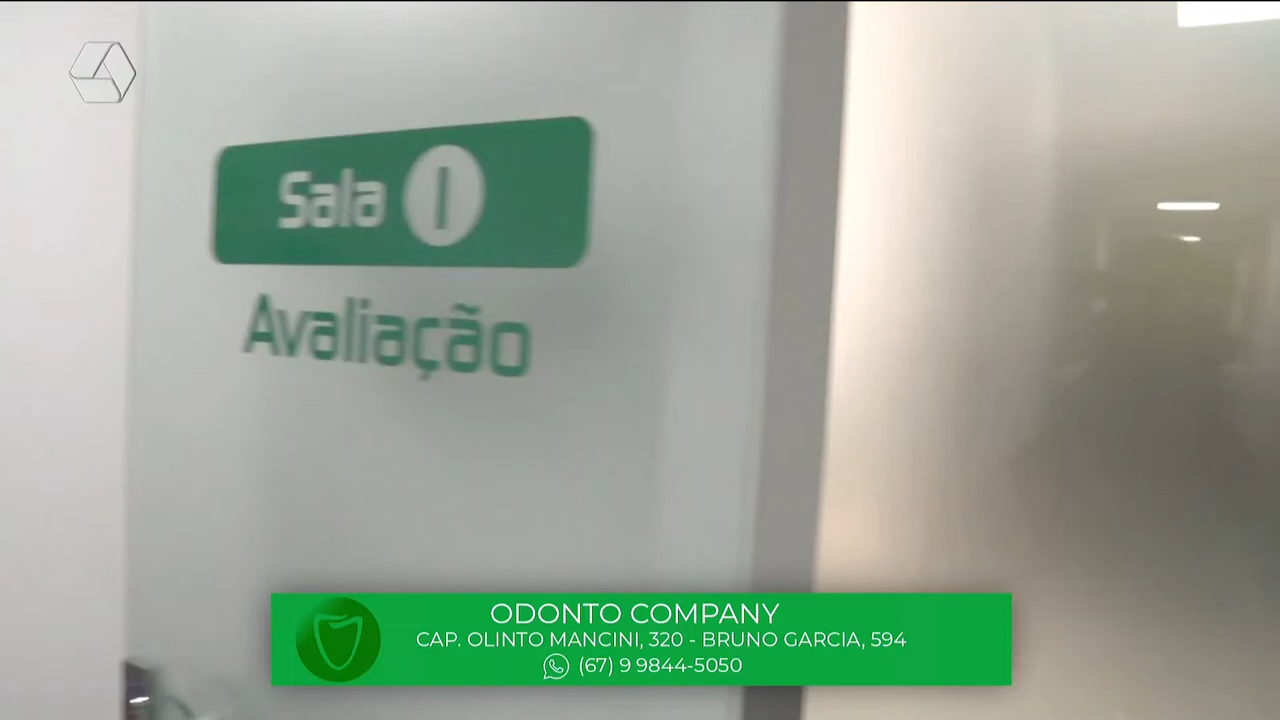 Sala 1
Avaliação
ODONTO COMPANY
CAP. OLINTO MANCINI, 320 - BRUNO GARCIA, 594
(67) 9 9844-5050